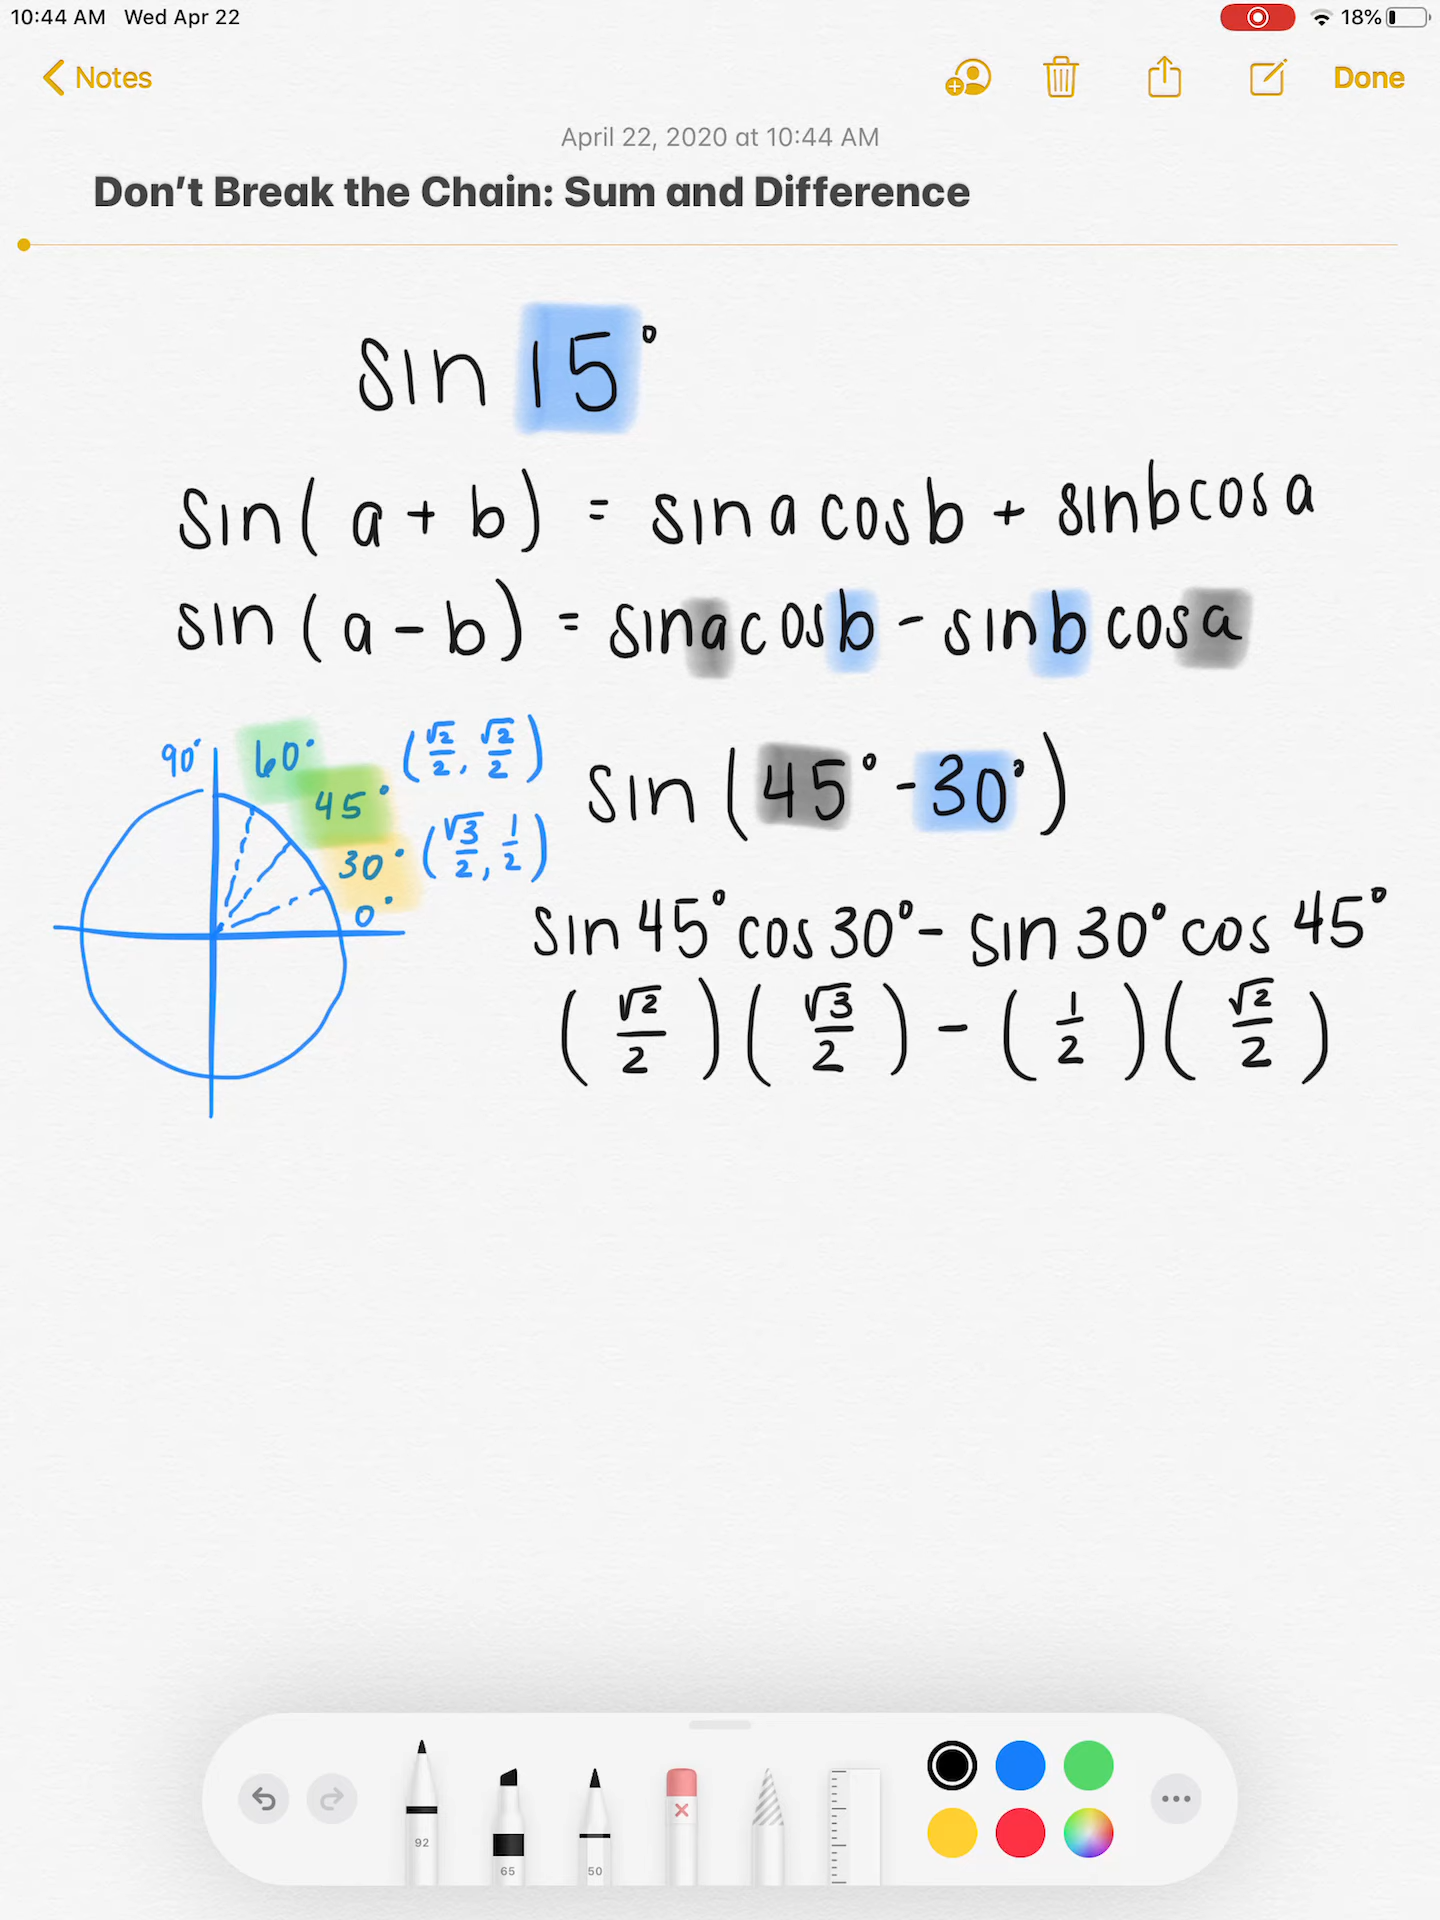 10:44 AM Wed Apr 22 18%
Notes Done
April 22, 2020 at 10:44 AM
Don't Break the Chain: Sum and Difference
sin 15°
sin( a + b ) = sin a cos b + sin b cos a
sin ( a - b ) = sin a cos b - sin b cos a
90° 60° (√2/2, √2/2)
45°
sin ( 45° - 30° )
30° (√3/2, 1/2)
0°
sin 45° cos 30° - sin 30° cos 45°
(√2/2)(√3/2) - (1/2)(√2/2)
92 65 50